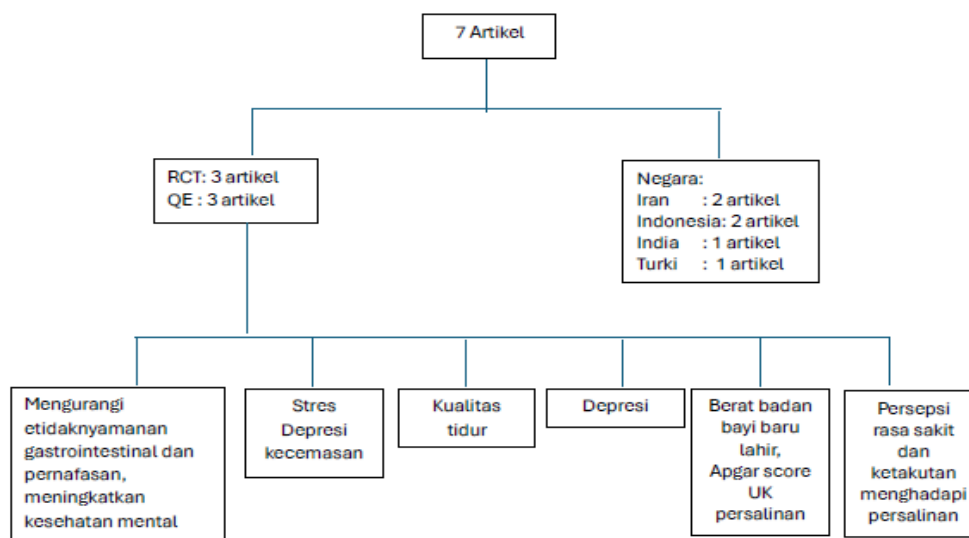 7 Artikel
RCT: 3 artikel
QE : 3 artikel
Negara:
Iran : 2 artikel
Indonesia: 2 artikel
India : 1 artikel
Turki : 1 artikel
Mengurangi
etidaknyamanan
gastrointestinal dan
pernafasan,
meningkatkan
kesehatan mental
Stres
Depresi
kecemasan
Kualitas
tidur
Depresi
Berat badan
bayi baru
lahir,
Apgar score
UK
persalinan
Persepsi
rasa sakit
dan
ketakutan
menghadapi
persalinan